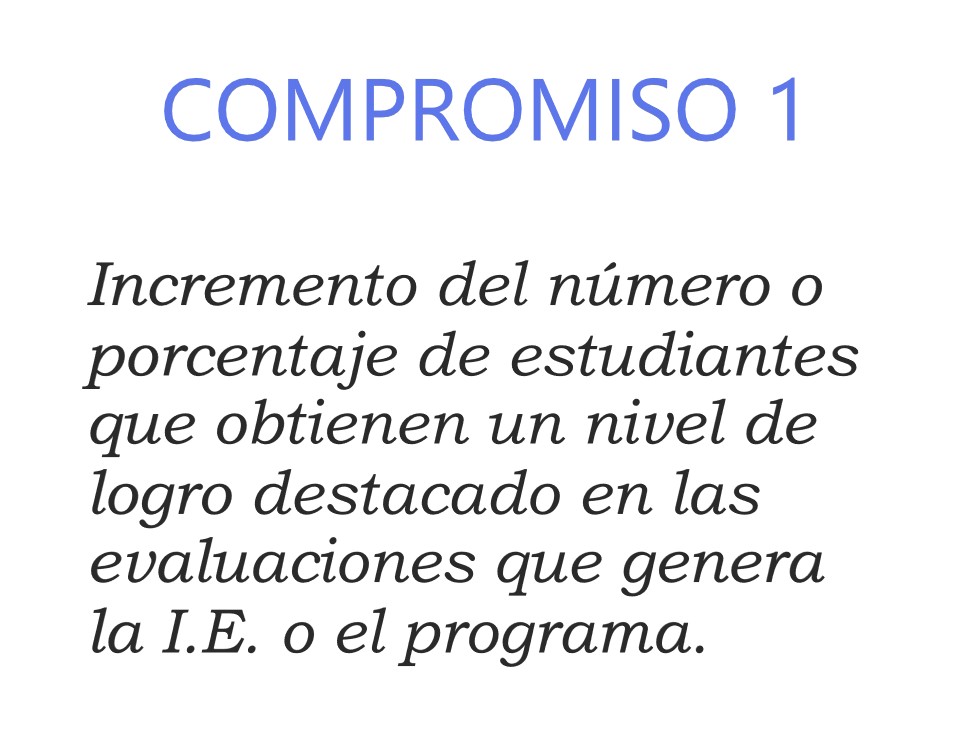 COMPROMISO 1
Incremento del número o
porcentaje de estudiantes
que obtienen un nivel de
logro destacado en las
evaluaciones que genera
la I.E. o el programa.